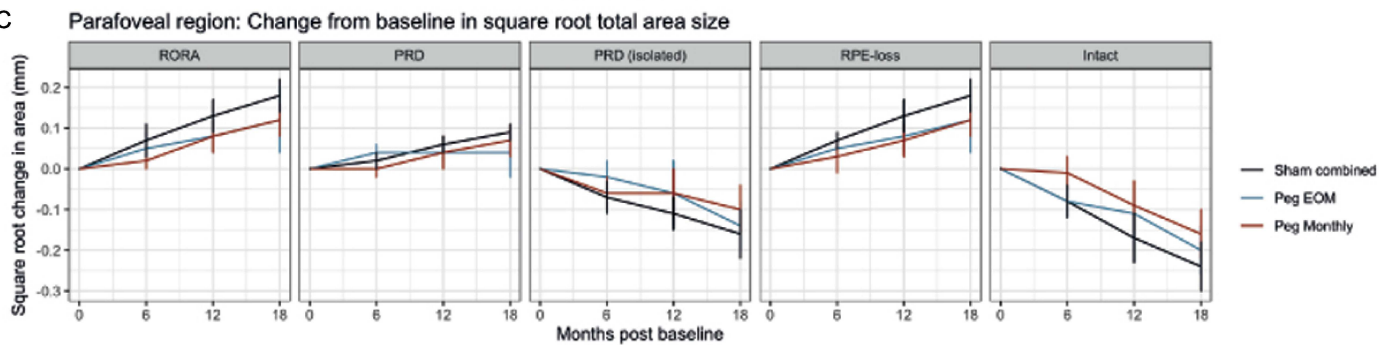 C
Parafoveal region: Change from baseline in square root total area size
RORA
PRD
PRD (isolated)
RPE-loss
Intact
Square root change in area (mm)
0.2
0.1
0.0
-0.1
-0.2
-0.3
0 6 12 18
0 6 12 18
0 6 12 18
0 6 12 18
0 6 12 18
Months post baseline
Sham combined
Peg EOM
Peg Monthly